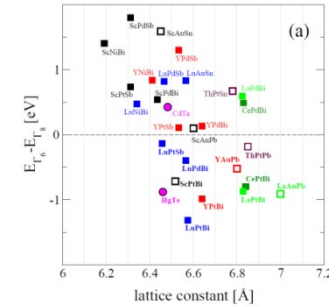 (a)
ScPdSb
ScAuSn
ScNiBi
YPdSb
YNiBi
LuPdSb
LuAuSn
ScPtSb
ScPdBi
ThPtSn
LaPdBi
CePdBi
LuNiSb
CdTe
YPtSb
YPdBi
ScAuPb
LuPtSb
ThPtPb
LuPdBi
YAuPb
ScPtBi
CePtBi
HgTe
YPtBi
LaPtBi
LaAuPb
LuPtBi
1
0
-1
6
6.2
6.4
6.6
6.8
7
7.2
lattice constant [Å]
E_Γ6-E_Γ8 [eV]